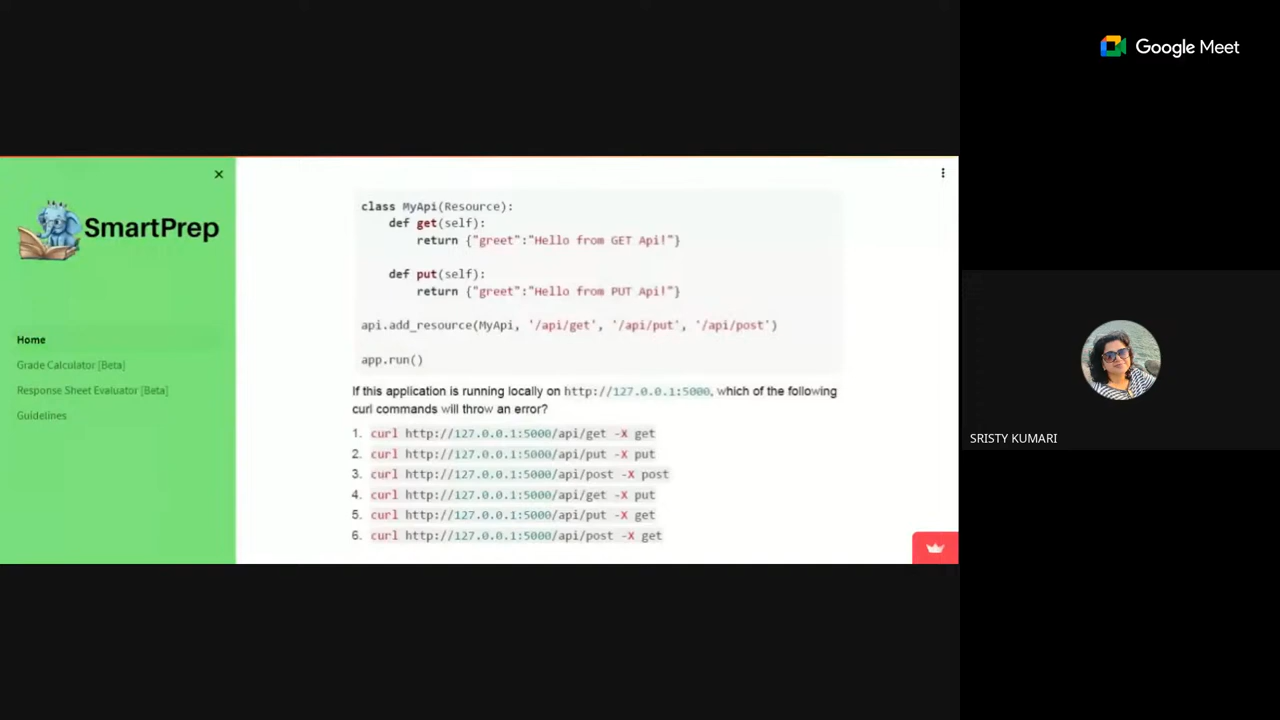 Google Meet
SmartPrep
Home
Grade Calculator [Beta]
Response Sheet Evaluator [Beta]
Guidelines
class MyApi(Resource):
def get(self):
return {"greet":"Hello from GET Api!"}
def put(self):
return {"greet":"Hello from PUT Api!"}
api.add_resource(MyApi, '/api/get', '/api/put', '/api/post')
app.run()
If this application is running locally on http://127.0.0.1:5000, which of the following
curl commands will throw an error?
1. curl http://127.0.0.1:5000/api/get -X get
2. curl http://127.0.0.1:5000/api/put -X put
3. curl http://127.0.0.1:5000/api/post -X post
4. curl http://127.0.0.1:5000/api/get -X put
5. curl http://127.0.0.1:5000/api/put -X get
6. curl http://127.0.0.1:5000/api/post -X get
SRISTY KUMARI